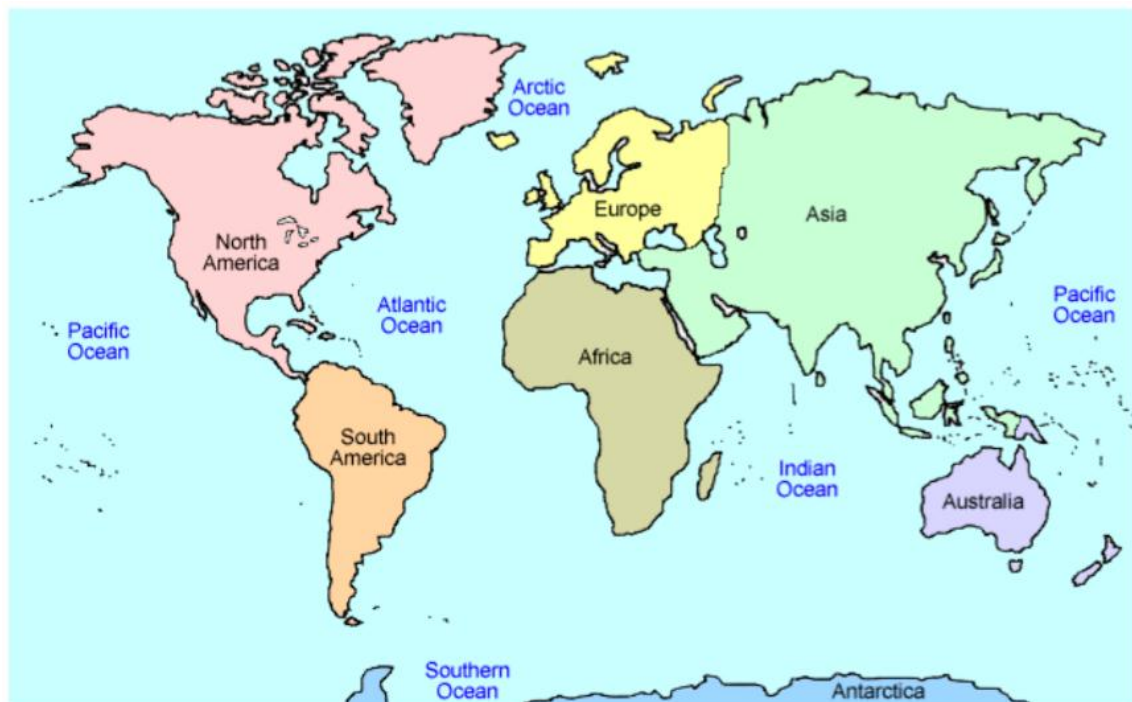 Arctic
Ocean
Europe
Asia
North
America
Atlantic
Ocean
Pacific
Ocean
Pacific
Ocean
Africa
South
America
Indian
Ocean
Australia
Southern
Ocean
Antarctica